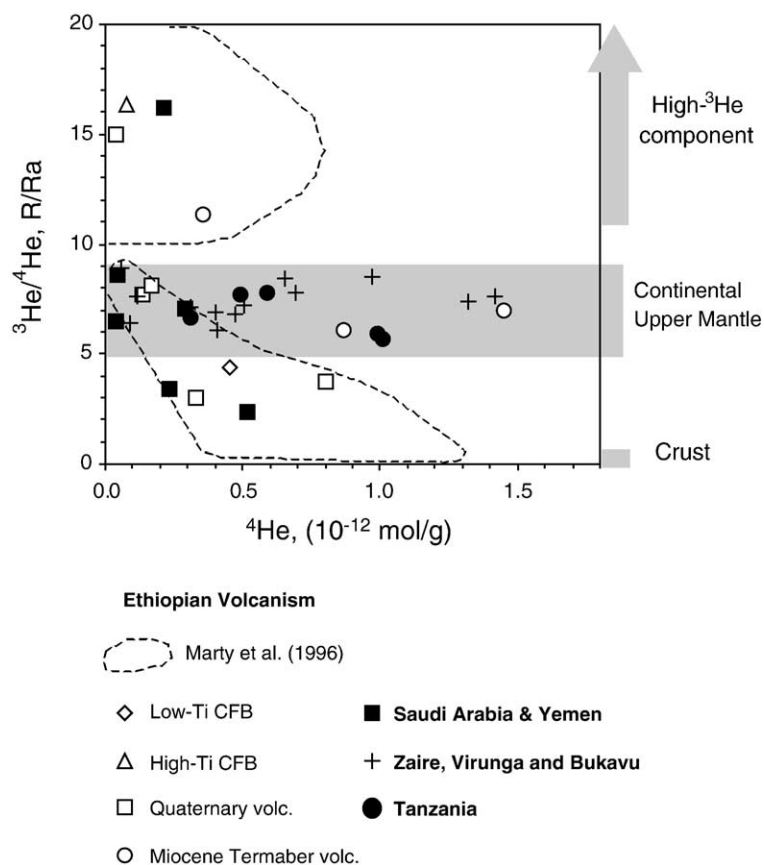 20
15
10
5
0
³He/⁴He, R/Ra
0.0
0.5
1.0
1.5
⁴He, (10⁻¹² mol/g)
High-³He
component
Continental
Upper Mantle
Crust
Ethiopian Volcanism
Marty et al. (1996)
Low-Ti CFB
Saudi Arabia & Yemen
High-Ti CFB
Zaire, Virunga and Bukavu
Quaternary volc.
Tanzania
Miocene Termaber volc.